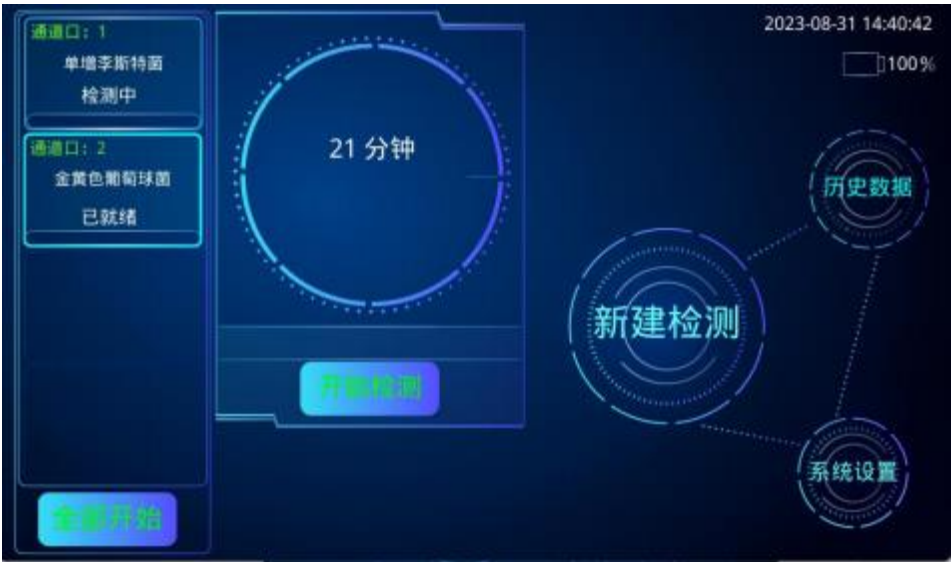 通道口：1
单增李斯特菌
检测中
通道口：2
金黄色葡萄球菌
已就绪
全部开始
21 分钟
开始检测
2023-08-31 14:40:42
100%
历史数据
新建检测
系统设置